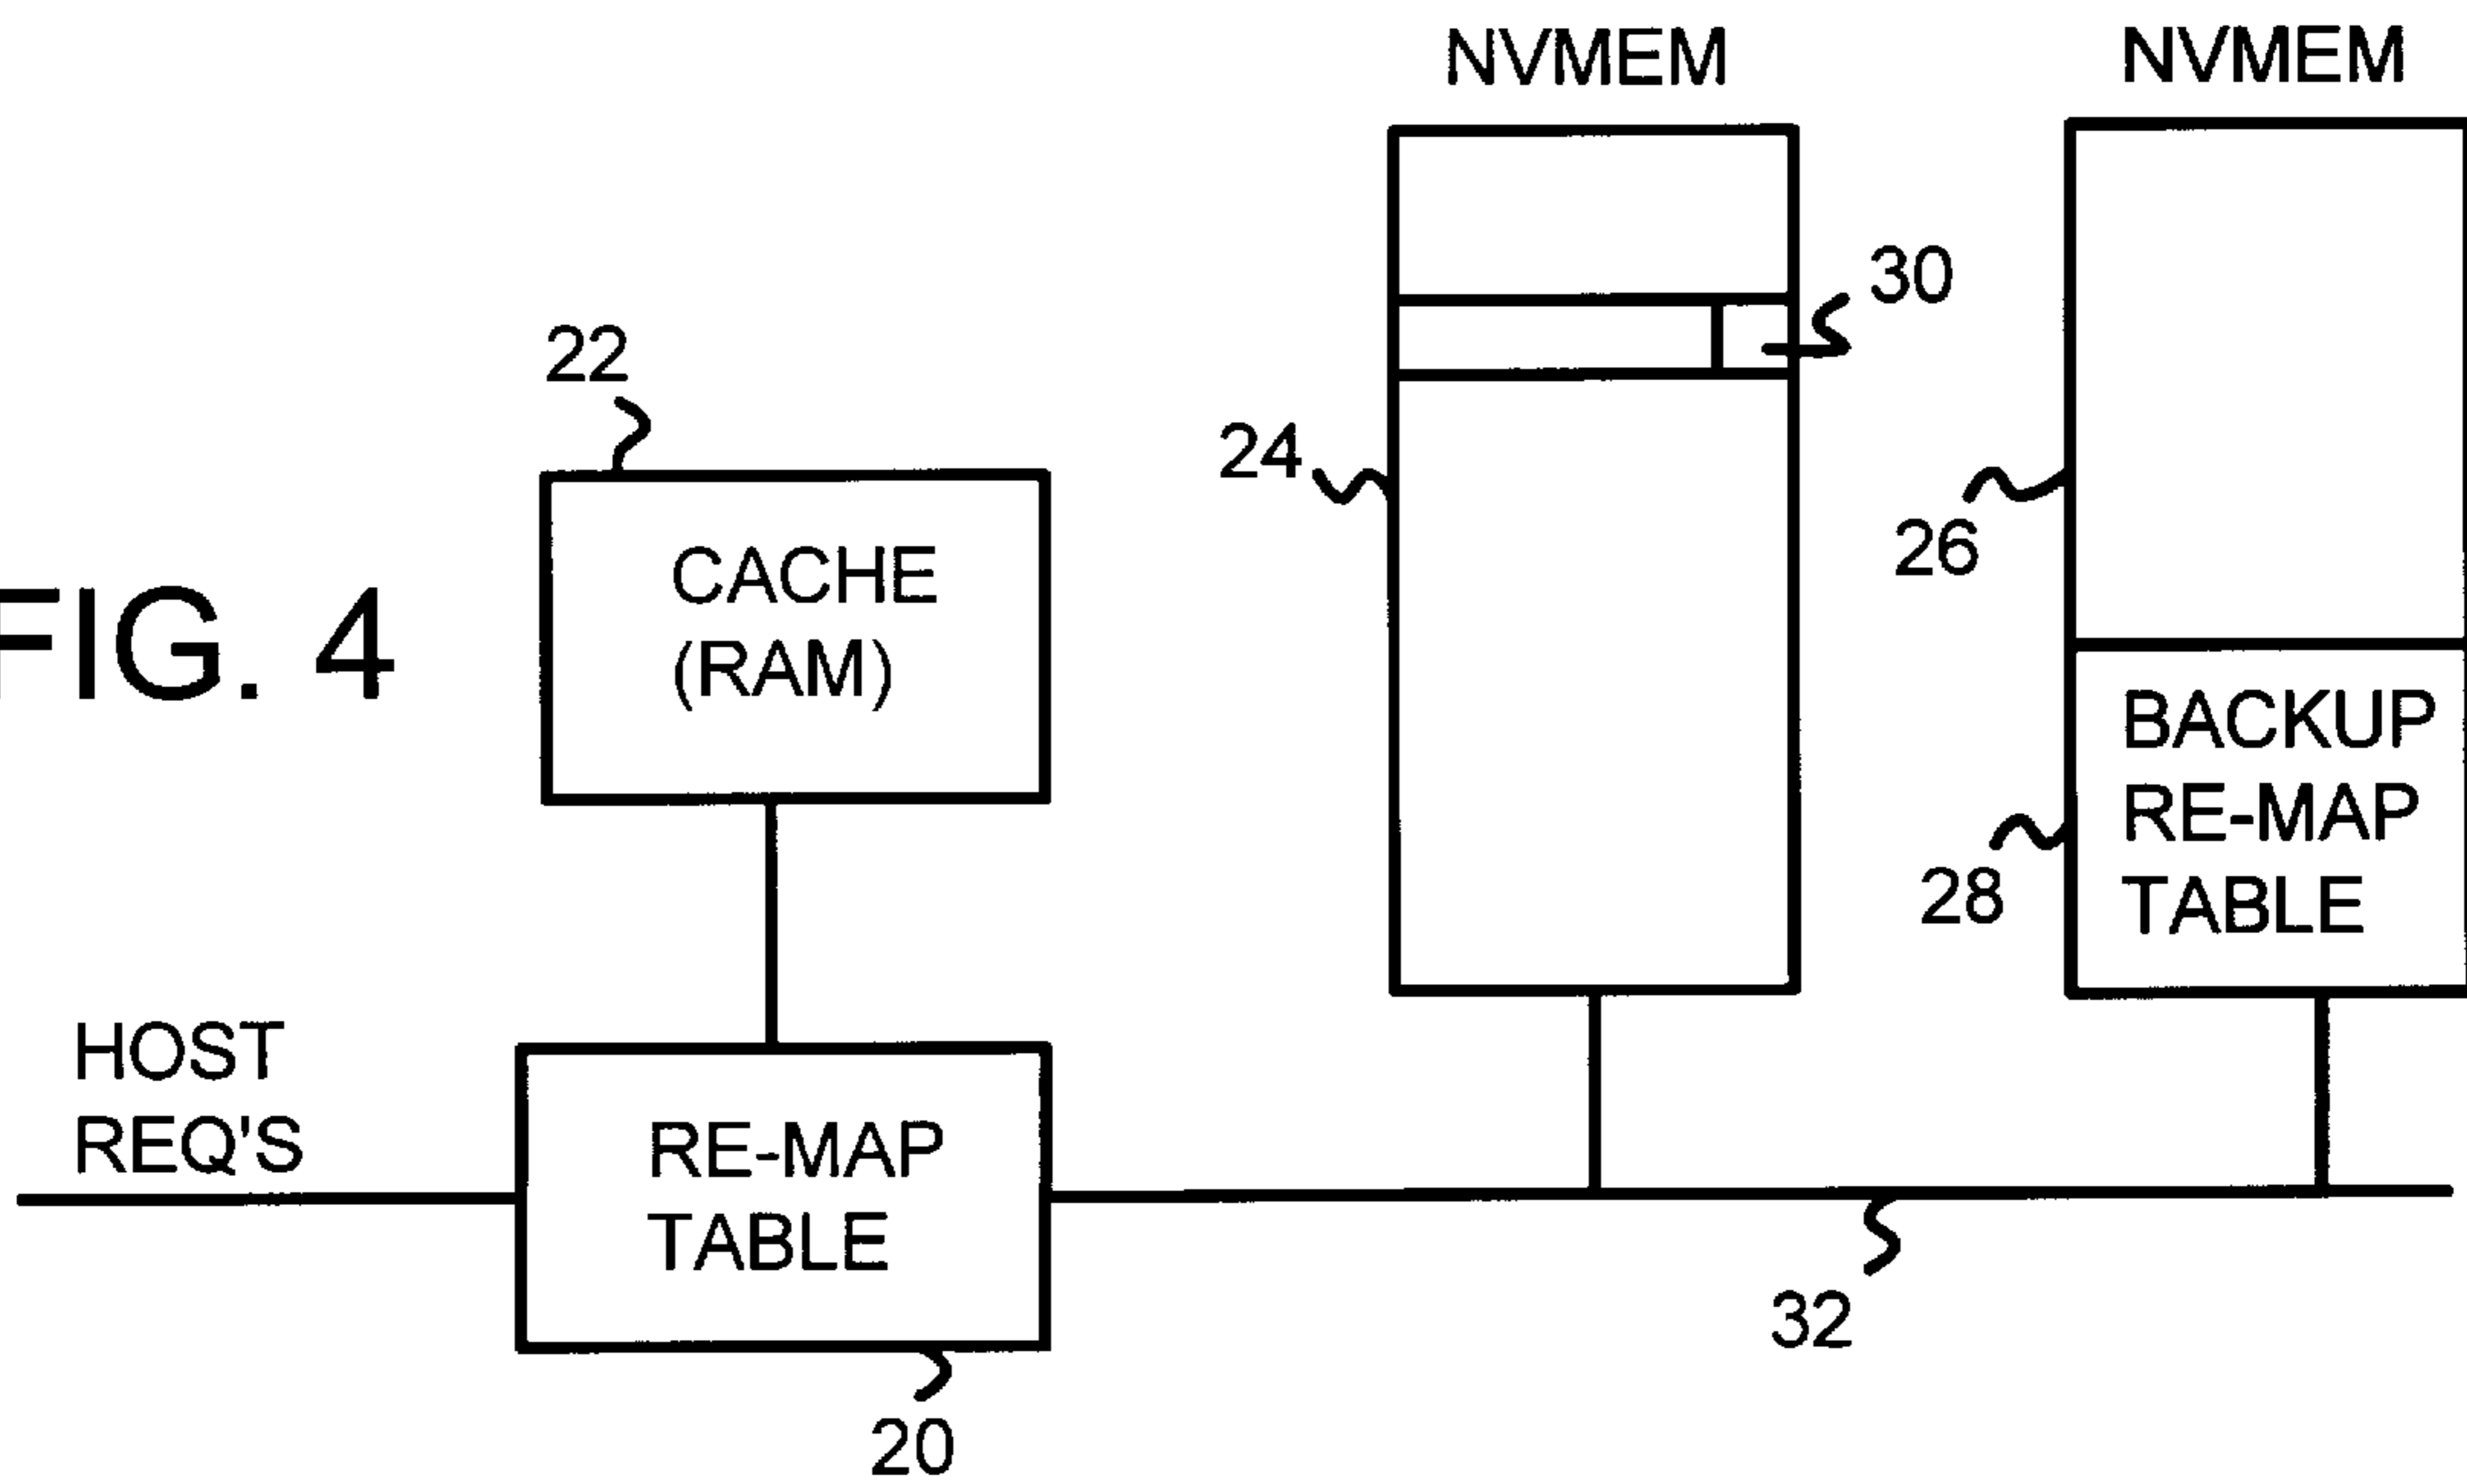 NVMEM
NVMEM
30
22
24
26
CACHE
(RAM)
FIG. 4
BACKUP
RE-MAP
TABLE
28
HOST
REQ'S
RE-MAP
TABLE
32
20